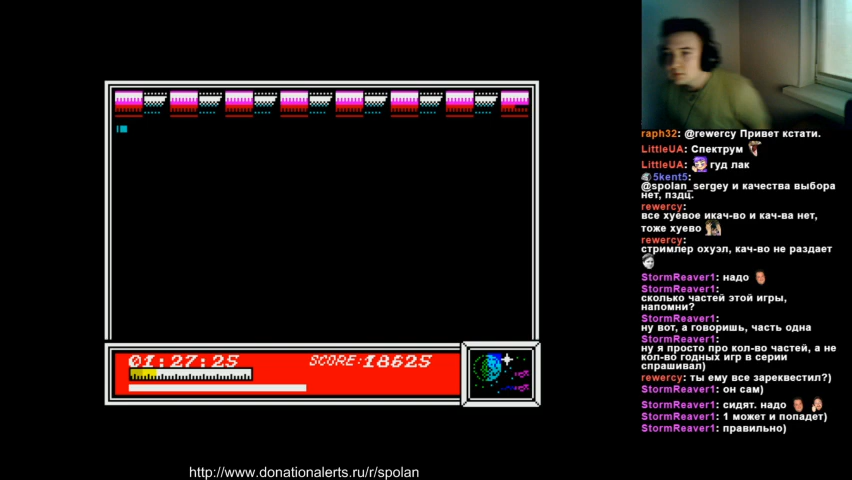 raph32: @rewercy Привет кстати.
LittleUA: Спектрум
LittleUA: гуд лак
5kent5:
@spolan_sergey и качества выбора
нет, пздц.
rewercy:
все хуёвое икач-во и кач-ва нет,
тоже хуево
rewercy:
стримлер охуэл, кач-во не раздает
StormReaver1: надо
StormReaver1:
сколько частей этой игры,
напомни?
StormReaver1:
ну вот, а говоришь, часть одна
StormReaver1:
ну я просто про кол-во частей, а не
кол-во годных игр в серии
спрашивал)
rewercy: ты ему все зареквестил?)
StormReaver1: он сам)
StormReaver1: сидят. надо
StormReaver1: 1 может и попадет)
StormReaver1: правильно)
01:27:25
SCORE:18625
http://www.donationalerts.ru/r/spolan